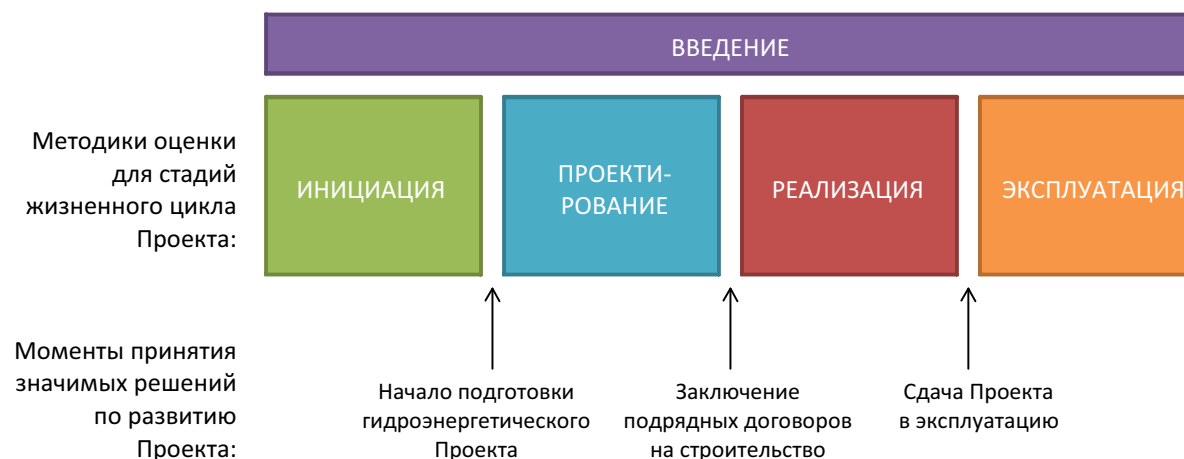 ВВЕДЕНИЕ
Методики оценки
для стадий
жизненного цикла
Проекта:
ИНИЦИАЦИЯ
ПРОЕКТИ-
РОВАНИЕ
РЕАЛИЗАЦИЯ
ЭКСПЛУАТАЦИЯ
Моменты принятия
значимых решений
по развитию
Проекта:
Начало подготовки
гидроэнергетического
Проекта
Заключение
подрядных договоров
на строительство
Сдача Проекта
в эксплуатацию